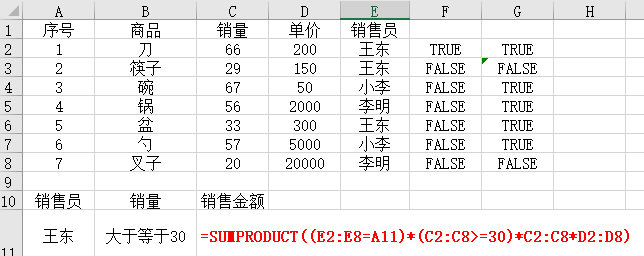 A B C D E F G H
1 序号 商品 销量 单价 销售员
2 1 刀 66 200 王东 TRUE TRUE
3 2 筷子 29 150 王东 FALSE FALSE
4 3 碗 67 50 小李 FALSE TRUE
5 4 锅 56 2000 李明 FALSE TRUE
6 5 盆 33 300 王东 FALSE TRUE
7 6 勺 57 5000 小李 FALSE TRUE
8 7 叉子 20 20000 李明 FALSE FALSE
9
10 销售员 销量 销售金额
11 王东 大于等于30 =SUMPRODUCT((E2:E8=A11)*(C2:C8>=30)*C2:C8*D2:D8)